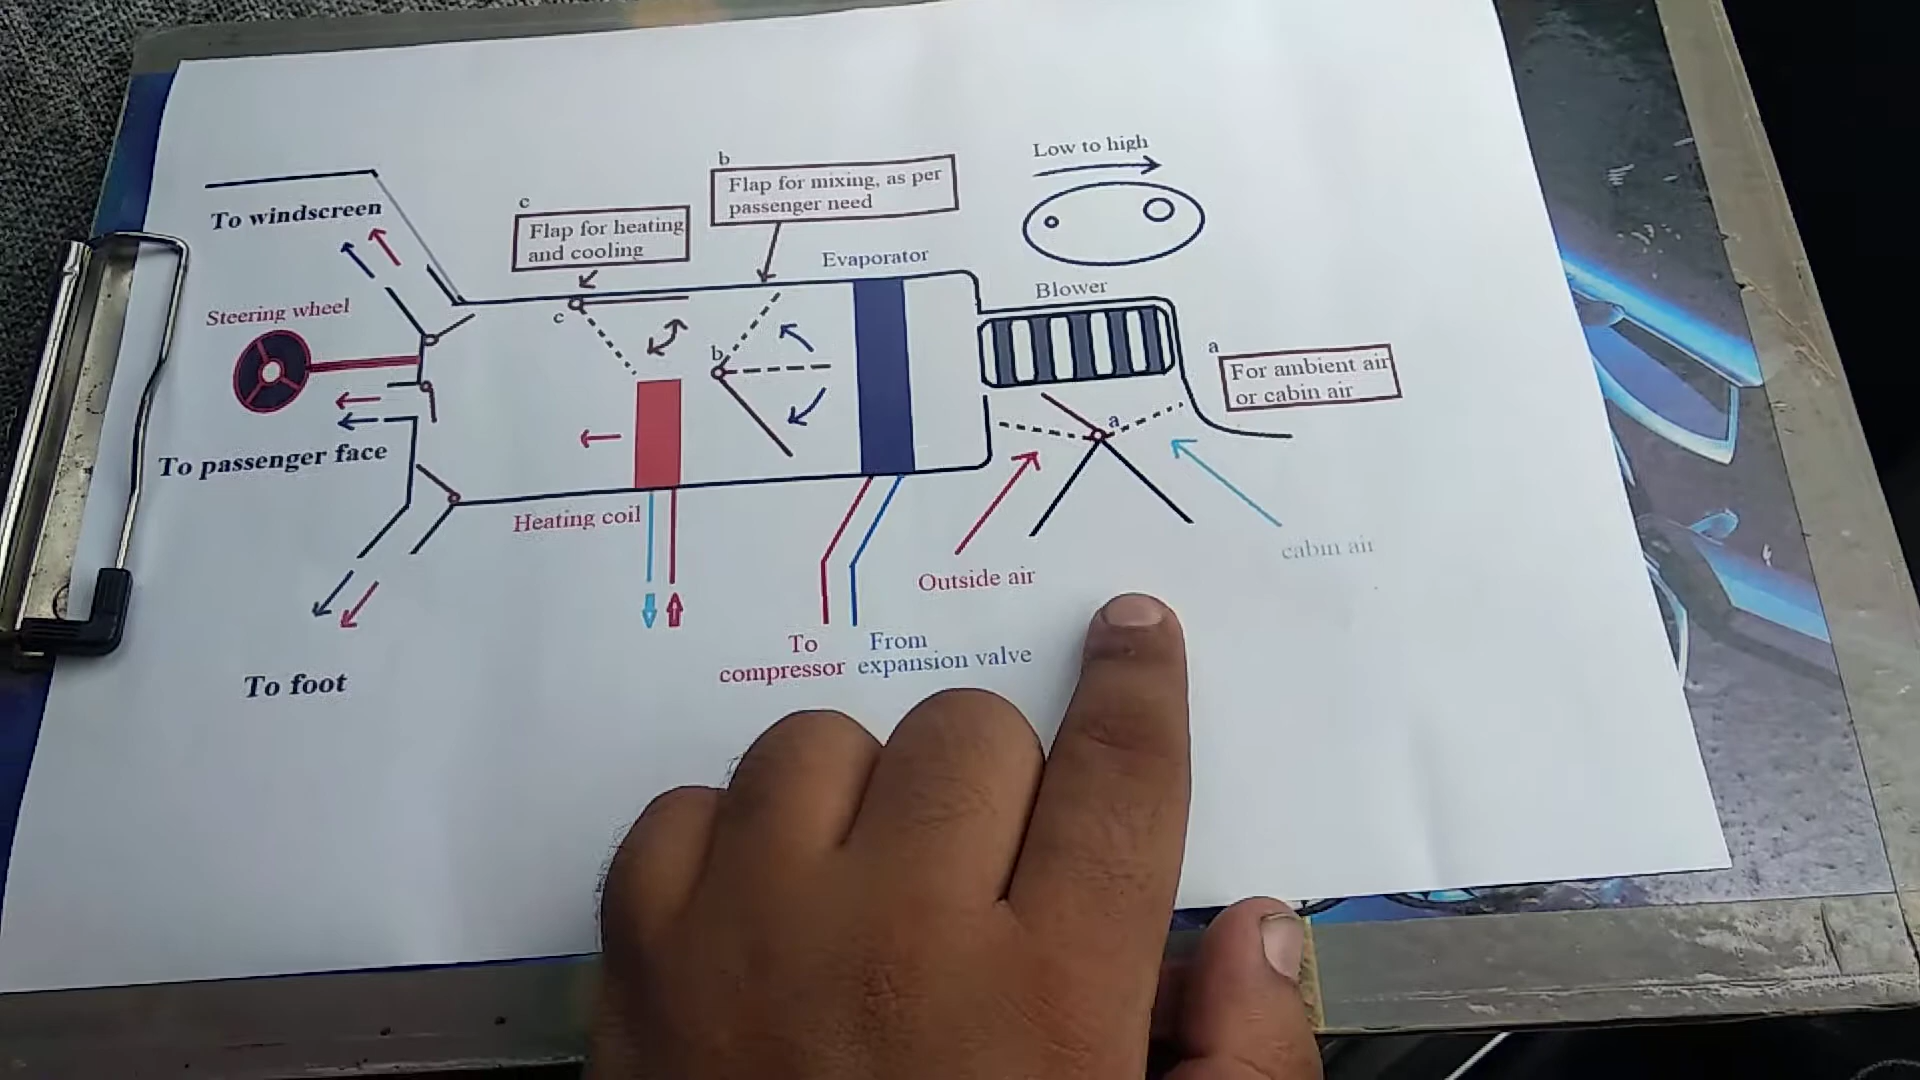 Low to high
b
Flap for mixing, as per
passenger need
c
Flap for heating
and cooling
To windscreen
Evaporator
Blower
Steering wheel
c
b
a
For ambient air
or cabin air
a
To passenger face
Heating coil
cabin air
Outside air
To
compressor
From
expansion valve
To foot